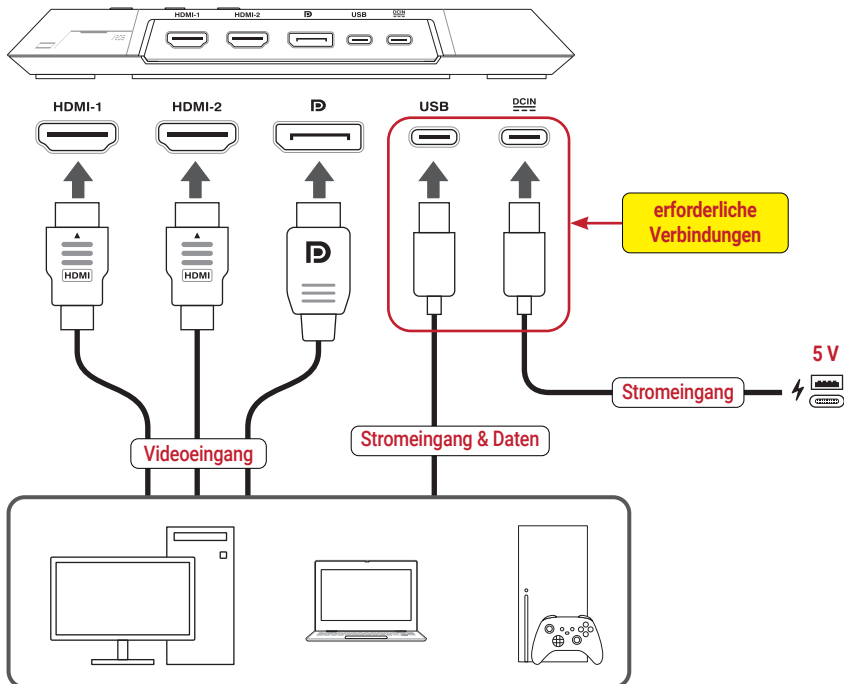 HDMI-1 HDMI-2 USB DCIN
HDMI-1 HDMI-2 USB DCIN
HDMI HDMI
erforderliche
Verbindungen
5 V
Stromeingang
Stromeingang & Daten
Videoeingang